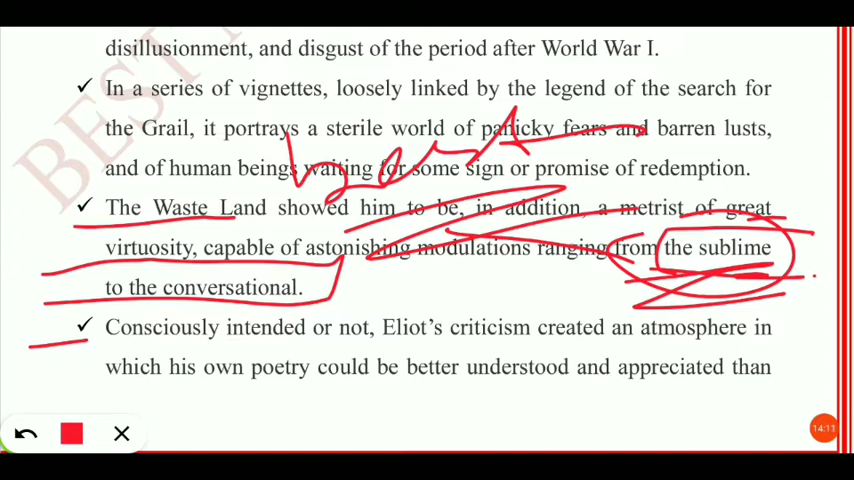 disillusionment, and disgust of the period after World War I.
✓ In a series of vignettes, loosely linked by the legend of the search for
the Grail, it portrays a sterile world of panicky fears and barren lusts,
and of human beings waiting for some sign or promise of redemption.
best
✓ The Waste Land showed him to be, in addition, a metrist of great
virtuosity, capable of astonishing modulations ranging from the sublime
to the conversational.
✓ Consciously intended or not, Eliot’s criticism created an atmosphere in
which his own poetry could be better understood and appreciated than
14:11
BEST